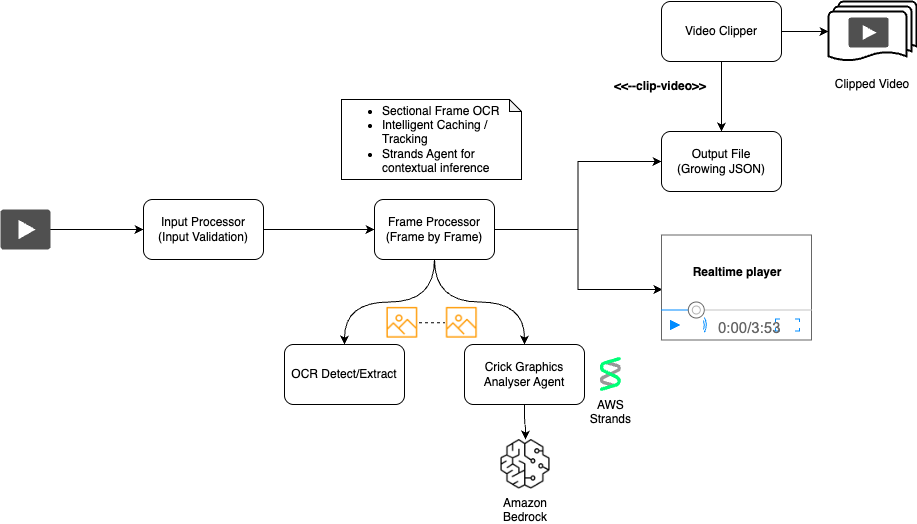 Video Clipper
Clipped Video
<<--clip-video>>
Sectional Frame OCR
Intelligent Caching /
Tracking
Strands Agent for
contextual inference
Output File
(Growing JSON)
Input Processor
(Input Validation)
Frame Processor
(Frame by Frame)
Realtime player
0:00/3:53
OCR Detect/Extract
Crick Graphics
Analyser Agent
AWS
Strands
Amazon
Bedrock